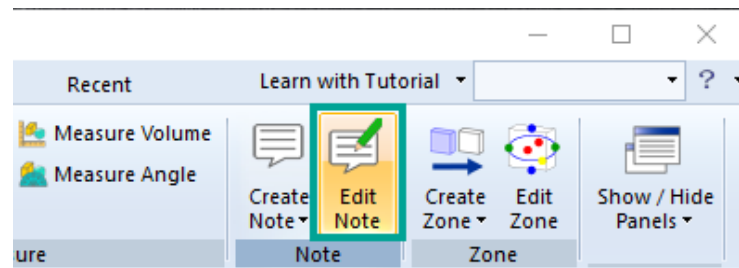 Recent
Learn with Tutorial
?
Measure Volume
Measure Angle
Create
Note
Edit
Note
Create
Zone
Edit
Zone
Show / Hide
Panels
ure
Note
Zone